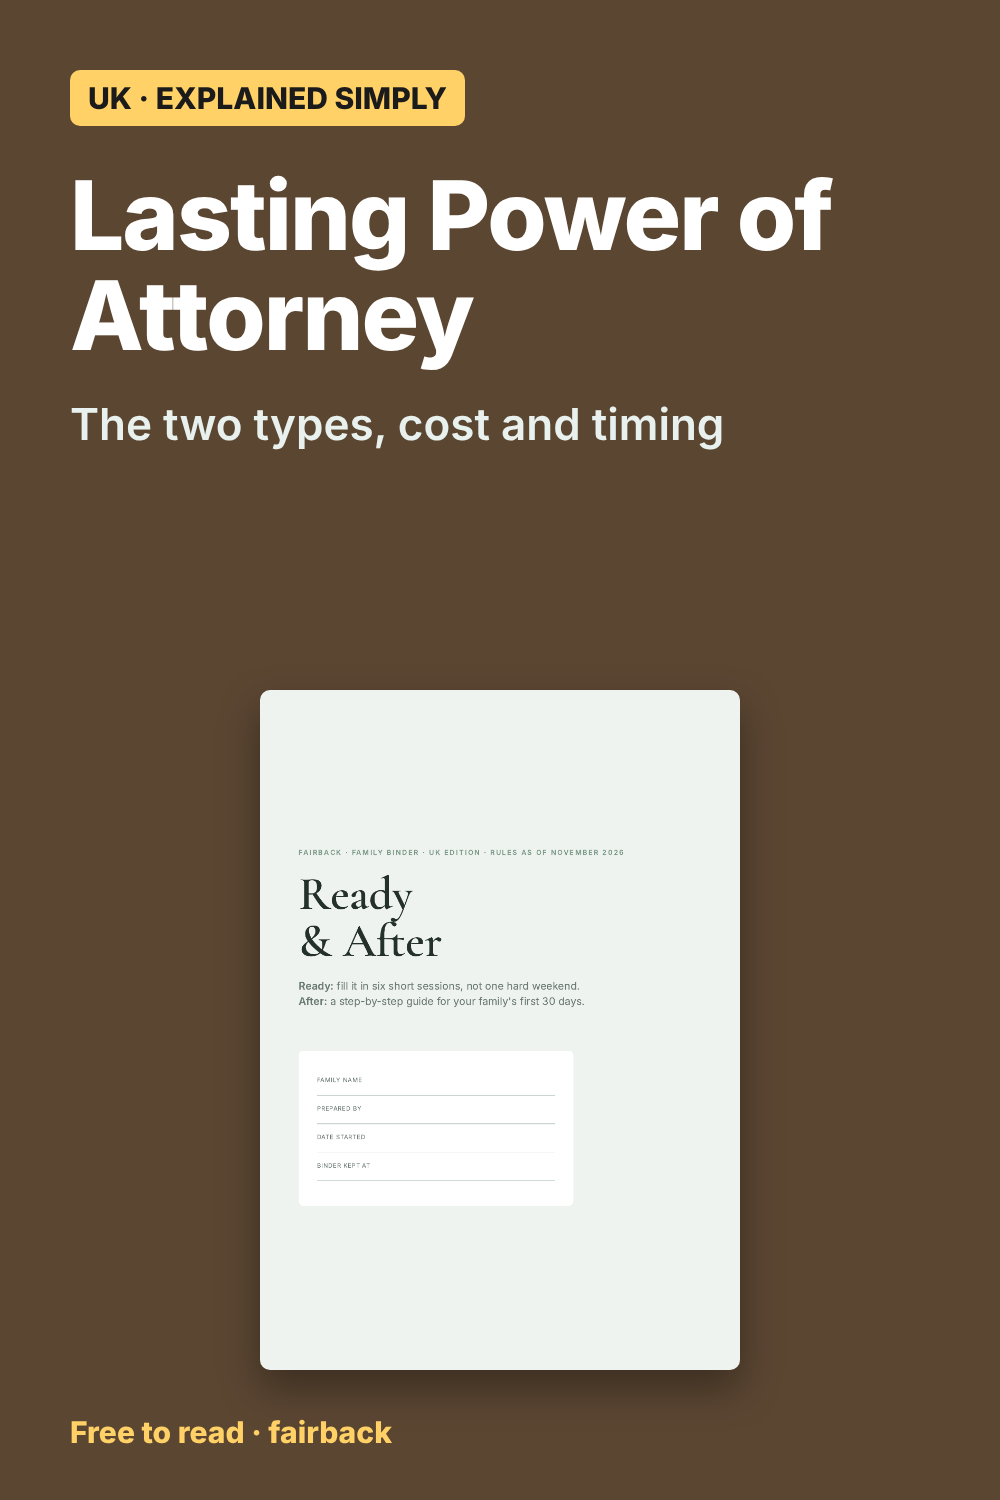 UK · EXPLAINED SIMPLY
Lasting Power of
Attorney
The two types, cost and timing
FAIRBACK · FAMILY BINDER · UK EDITION · RULES AS OF NOVEMBER 2026
Ready
& After
Ready: fill it in six short sessions, not one hard weekend.
After: a step-by-step guide for your family's first 30 days.
FAMILY NAME
PREPARED BY
DATE STARTED
BINDER KEPT AT
Free to read · fairback